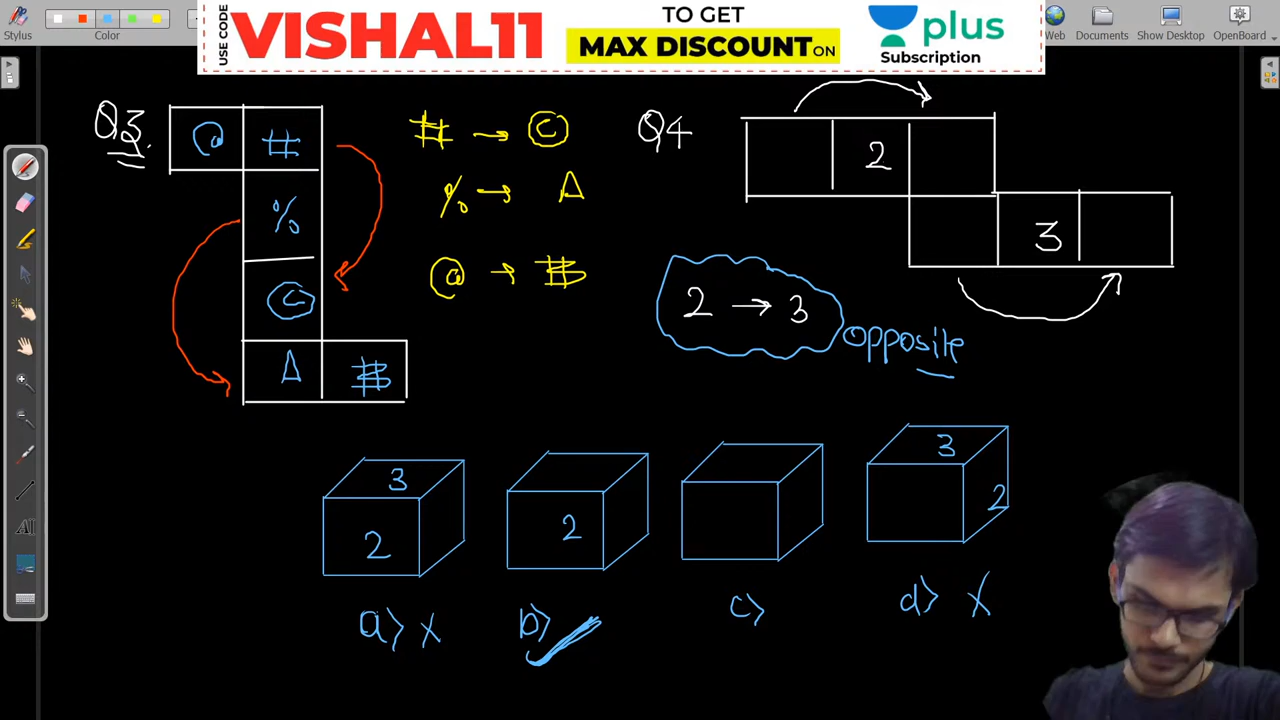 Stylus
Color
USE CODE
VISHAL11
TO GET
MAX DISCOUNT ON
plus
Subscription
Web
Documents
Show Desktop
OpenBoard
Q3
@ #
%
©
A
# → ©
% → A
@ →
Q4
2
3
2 → 3
opposite
3
2
2
3
2
a> x
b>
c>
d> x